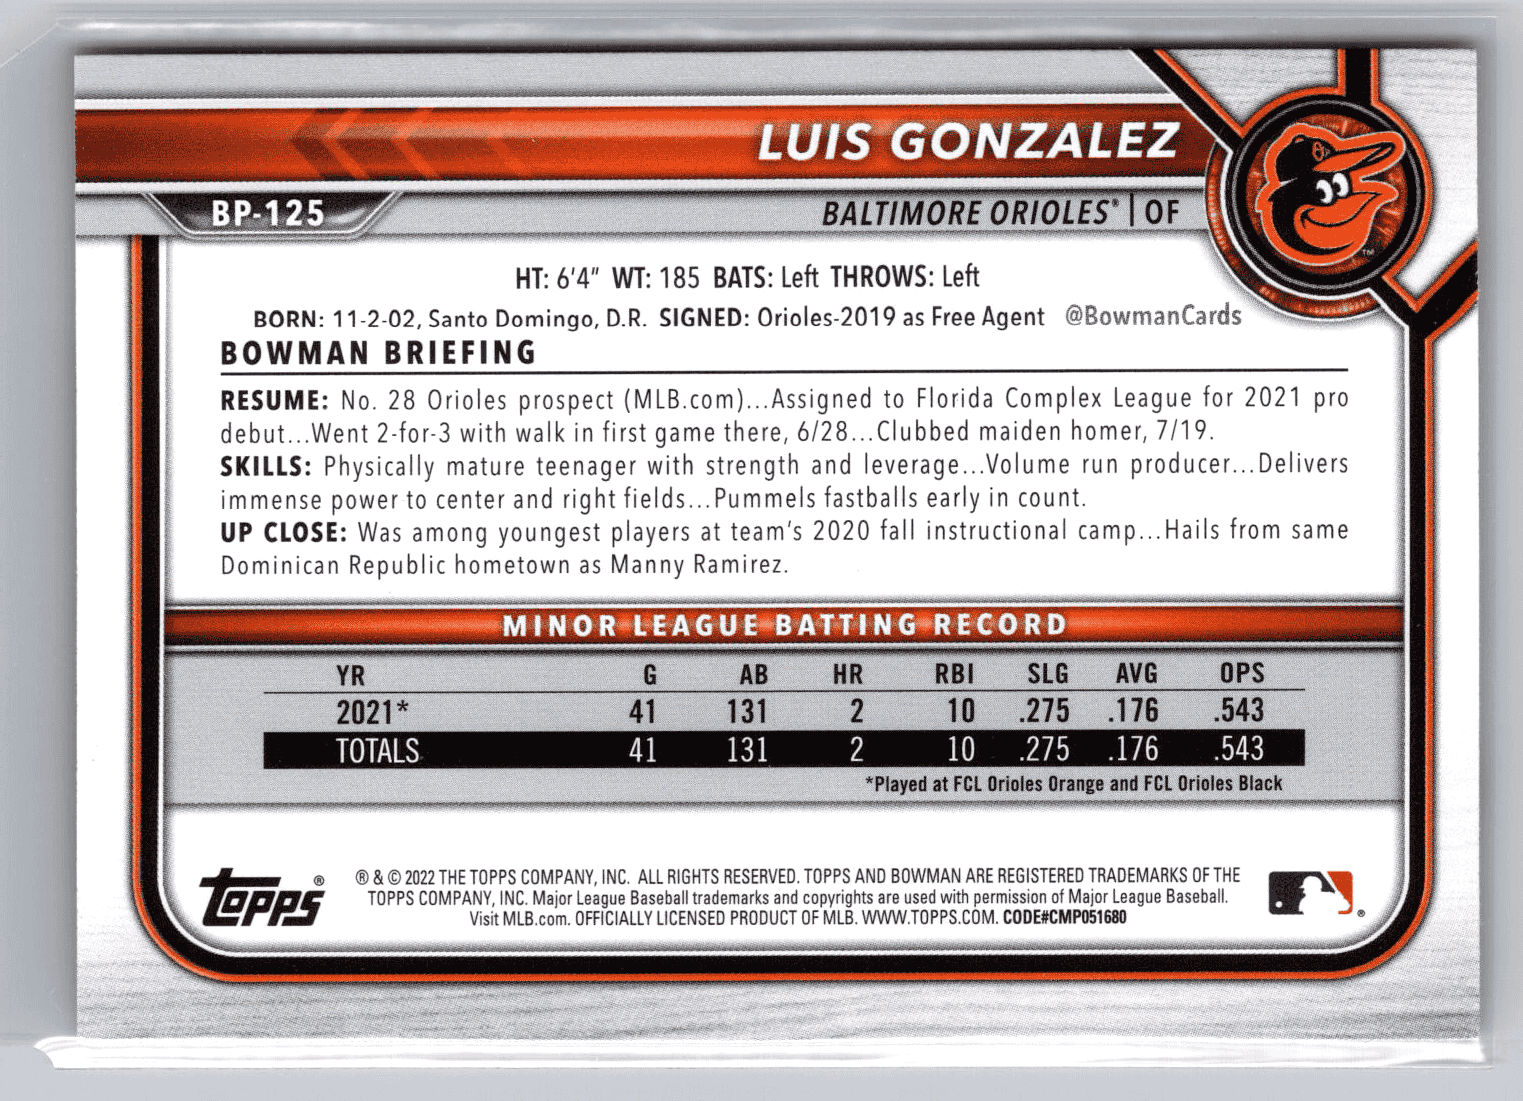 LUIS GONZALEZ
BP-125
BALTIMORE ORIOLES® | OF
™
HT: 6'4" WT: 185 BATS: Left THROWS: Left
BORN: 11-2-02, Santo Domingo, D.R. SIGNED: Orioles-2019 as Free Agent @BowmanCards
BOWMAN BRIEFING
RESUME: No. 28 Orioles prospect (MLB.com)...Assigned to Florida Complex League for 2021 pro
debut...Went 2-for-3 with walk in first game there, 6/28...Clubbed maiden homer, 7/19.
SKILLS: Physically mature teenager with strength and leverage...Volume run producer...Delivers
immense power to center and right fields...Pummels fastballs early in count.
UP CLOSE: Was among youngest players at team's 2020 fall instructional camp...Hails from same
Dominican Republic hometown as Manny Ramirez.
MINOR LEAGUE BATTING RECORD
YR G AB HR RBI SLG AVG OPS
2021* 41 131 2 10 .275 .176 .543
TOTALS 41 131 2 10 .275 .176 .543
*Played at FCL Orioles Orange and FCL Orioles Black
TOPPS®
® & © 2022 THE TOPPS COMPANY, INC. ALL RIGHTS RESERVED. TOPPS AND BOWMAN ARE REGISTERED TRADEMARKS OF THE
TOPPS COMPANY, INC. Major League Baseball trademarks and copyrights are used with permission of Major League Baseball.
Visit MLB.com. OFFICIALLY LICENSED PRODUCT OF MLB. WWW.TOPPS.COM. CODE#CMP051680
®